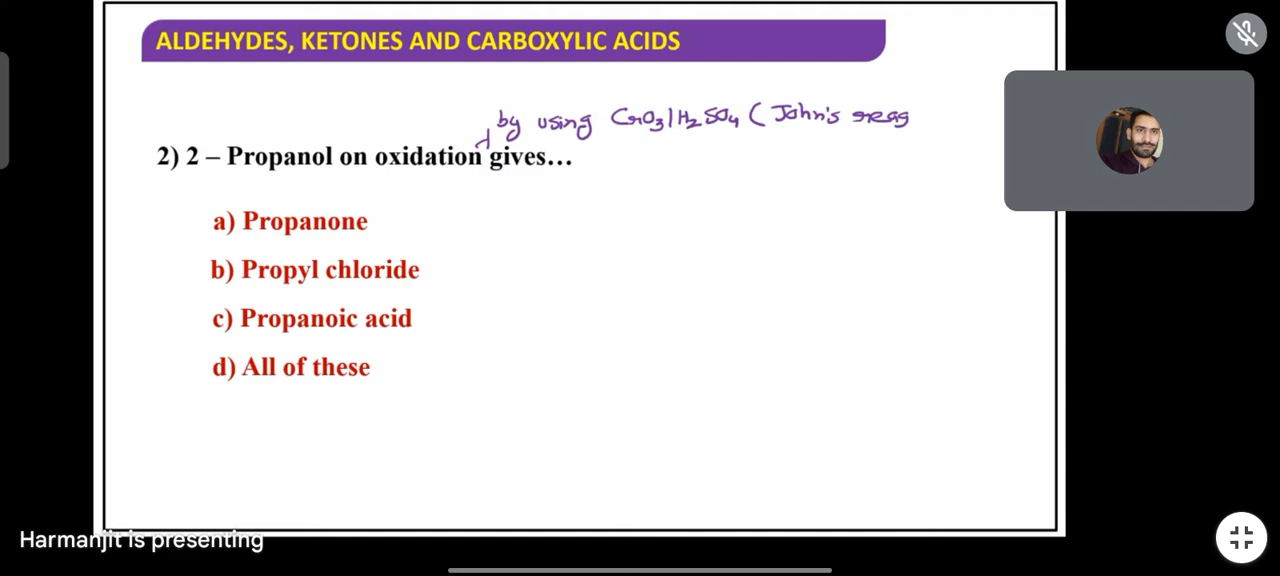 ALDEHYDES, KETONES AND CARBOXYLIC ACIDS
by using CrO3/H2SO4 (John's reag
2) 2 – Propanol on oxidation gives…
a) Propanone
b) Propyl chloride
c) Propanoic acid
d) All of these
Harmanjit is presenting